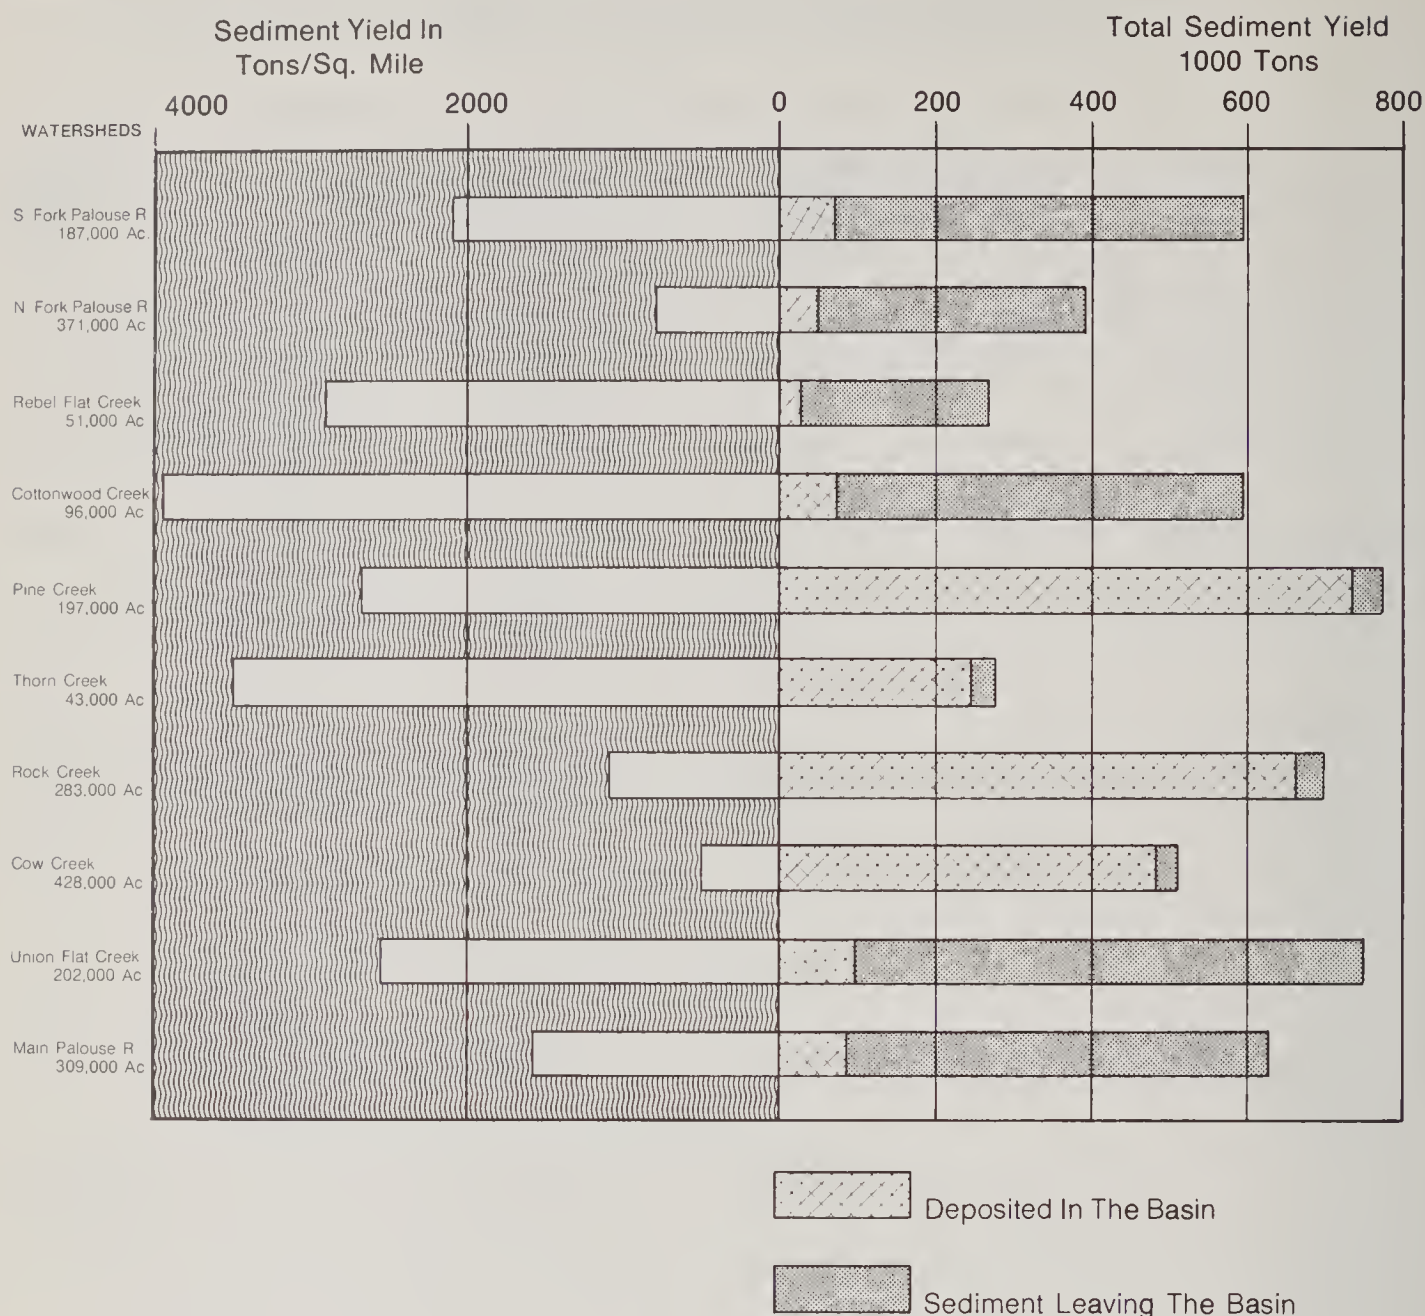 Sediment Yield In
Tons/Sq. Mile
Total Sediment Yield
1000 Tons
4000 2000 0 200 400 600 800
WATERSHEDS
S Fork Palouse R
187,000 Ac.
N Fork Palouse R
371,000 Ac
Rebel Flat Creek
51,000 Ac
Cottonwood Creek
96,000 Ac
Pine Creek
197,000 Ac
Thorn Creek
43,000 Ac
Rock Creek
283,000 Ac
Cow Creek
428,000 Ac
Union Flat Creek
202,000 Ac
Main Palouse R
309,000 Ac
Deposited In The Basin
Sediment Leaving The Basin